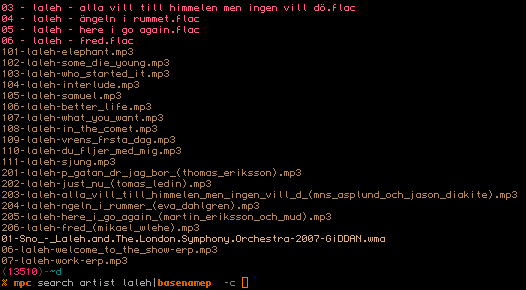 03 - laleh - alla vill till himmelen men ingen vill dö.flac
04 - laleh - ängeln i rummet.flac
05 - laleh - here i go again.flac
06 - laleh - fred.flac
101-laleh-simon_says.mp3
102-laleh-some_die_young.mp3
103-laleh-who_started_it.mp3
104-laleh-interlude.mp3
105-laleh-samuel.mp3
106-laleh-better_life.mp3
107-laleh-what_you_want.mp3
108-laleh-in_the_comet.mp3
109-laleh-vrens_frsta_dag.mp3
110-laleh-du_fljer_med_mig.mp3
111-laleh-sjung.mp3
201-laleh-p_gatan_dr_jag_bor_(thomas_eriksson).mp3
202-laleh-just_nu_(tomas_ledin).mp3
203-laleh-alla_vill_till_himmelen_men_ingen_vill_d_(mns_asplund_och_jason_diakite).mp3
204-laleh-ngeln_i_rummer_(eva_dahlgren).mp3
205-laleh-here_i_go_again_(martin_eriksson_och_mud).mp3
206-laleh-fred_(mikael_wlehe).mp3
01-Sno_-_Laleh.and.The.London.Symphony.Orchestra-2007-GiDDAN.wma
06-laleh-welcome_to_the_show-erp.mp3
07-laleh-work-erp.mp3
(13510)-~d
% mpc search artist laleh|basenamep -c